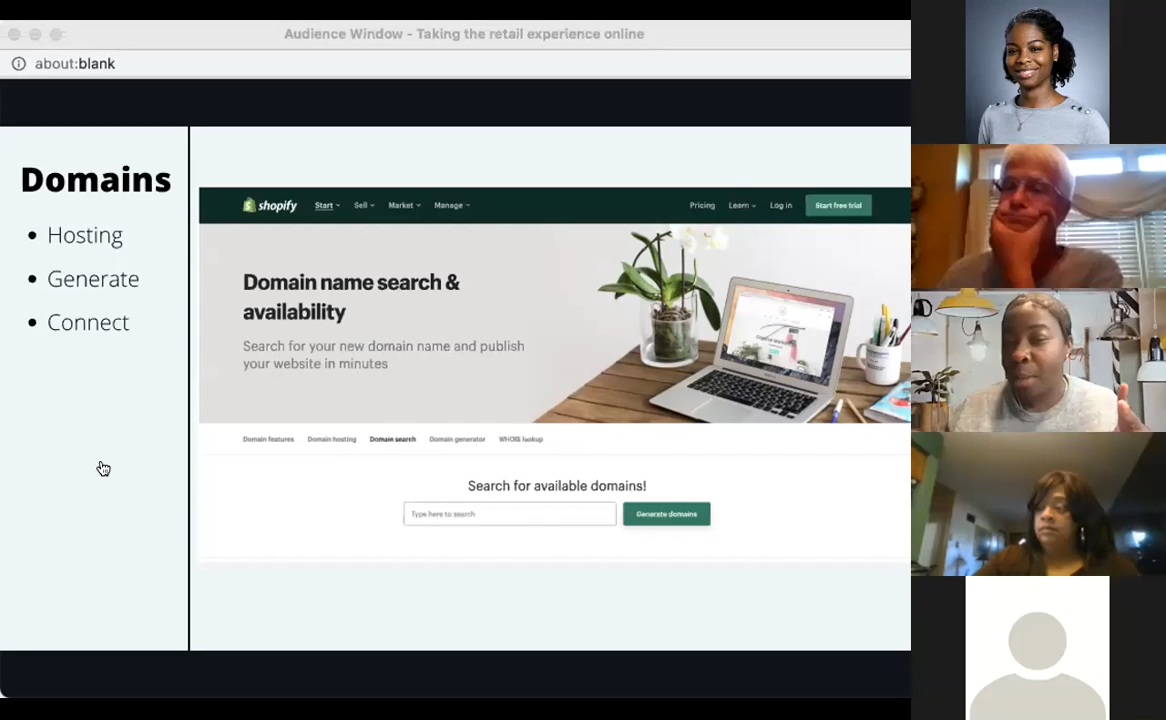 Audience Window - Taking the retail experience online
about:blank
Domains
Hosting
Generate
Connect
shopify
Start
Sell
Market
Manage
Pricing
Learn
Log in
Start free trial
Domain name search &
availability
Search for your new domain name and publish
your website in minutes
Domain features
Domain hosting
Domain search
Domain generator
WHOIS lookup
Search for available domains!
Type here to search
Generate domains